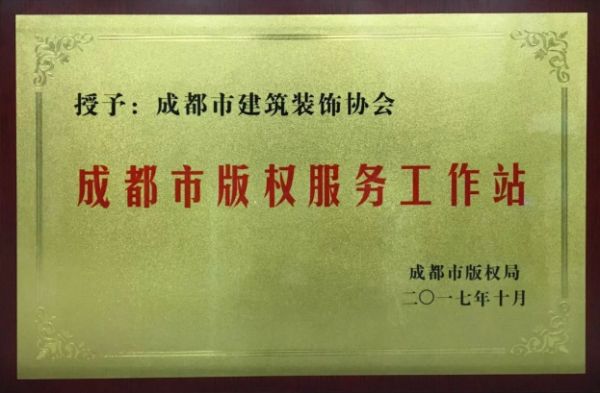 授予：成都市建筑装饰协会
成都市版权服务工作站
成都市版权局
二〇一七年十月